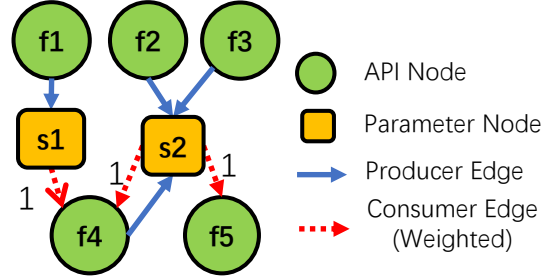 f1
f2
f3
API Node
s1
s2
Parameter Node
1
1
1
Producer Edge
f4
f5
Consumer Edge
(Weighted)